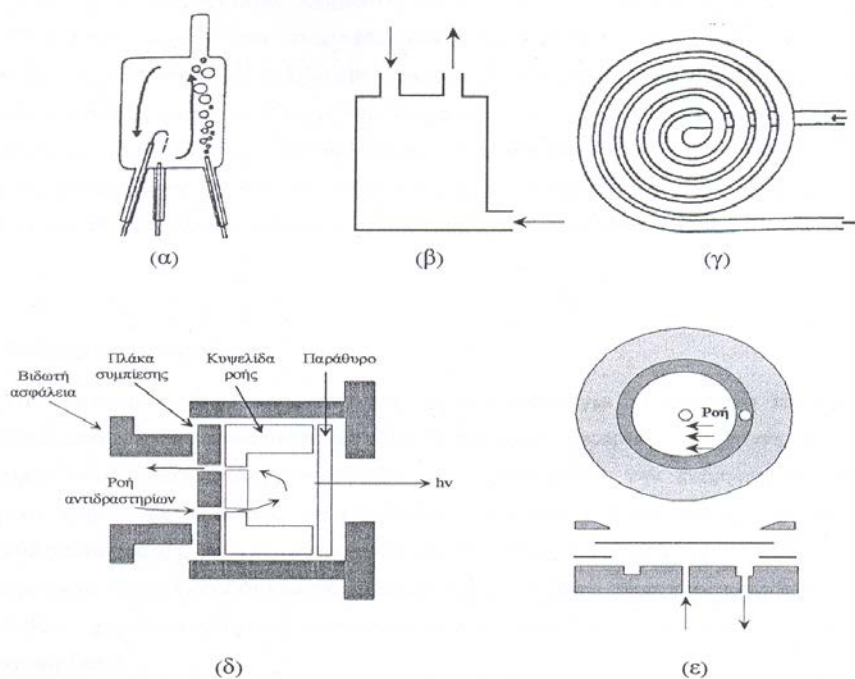 (α)
(β)
(γ)
Βιδωτή
ασφάλεια
Πλάκα
συμπίεσης
Κυψελίδα
ροής
Παράθυρο
Ροή
αντιδραστηρίων
hν
(δ)
Ροή
(ε)